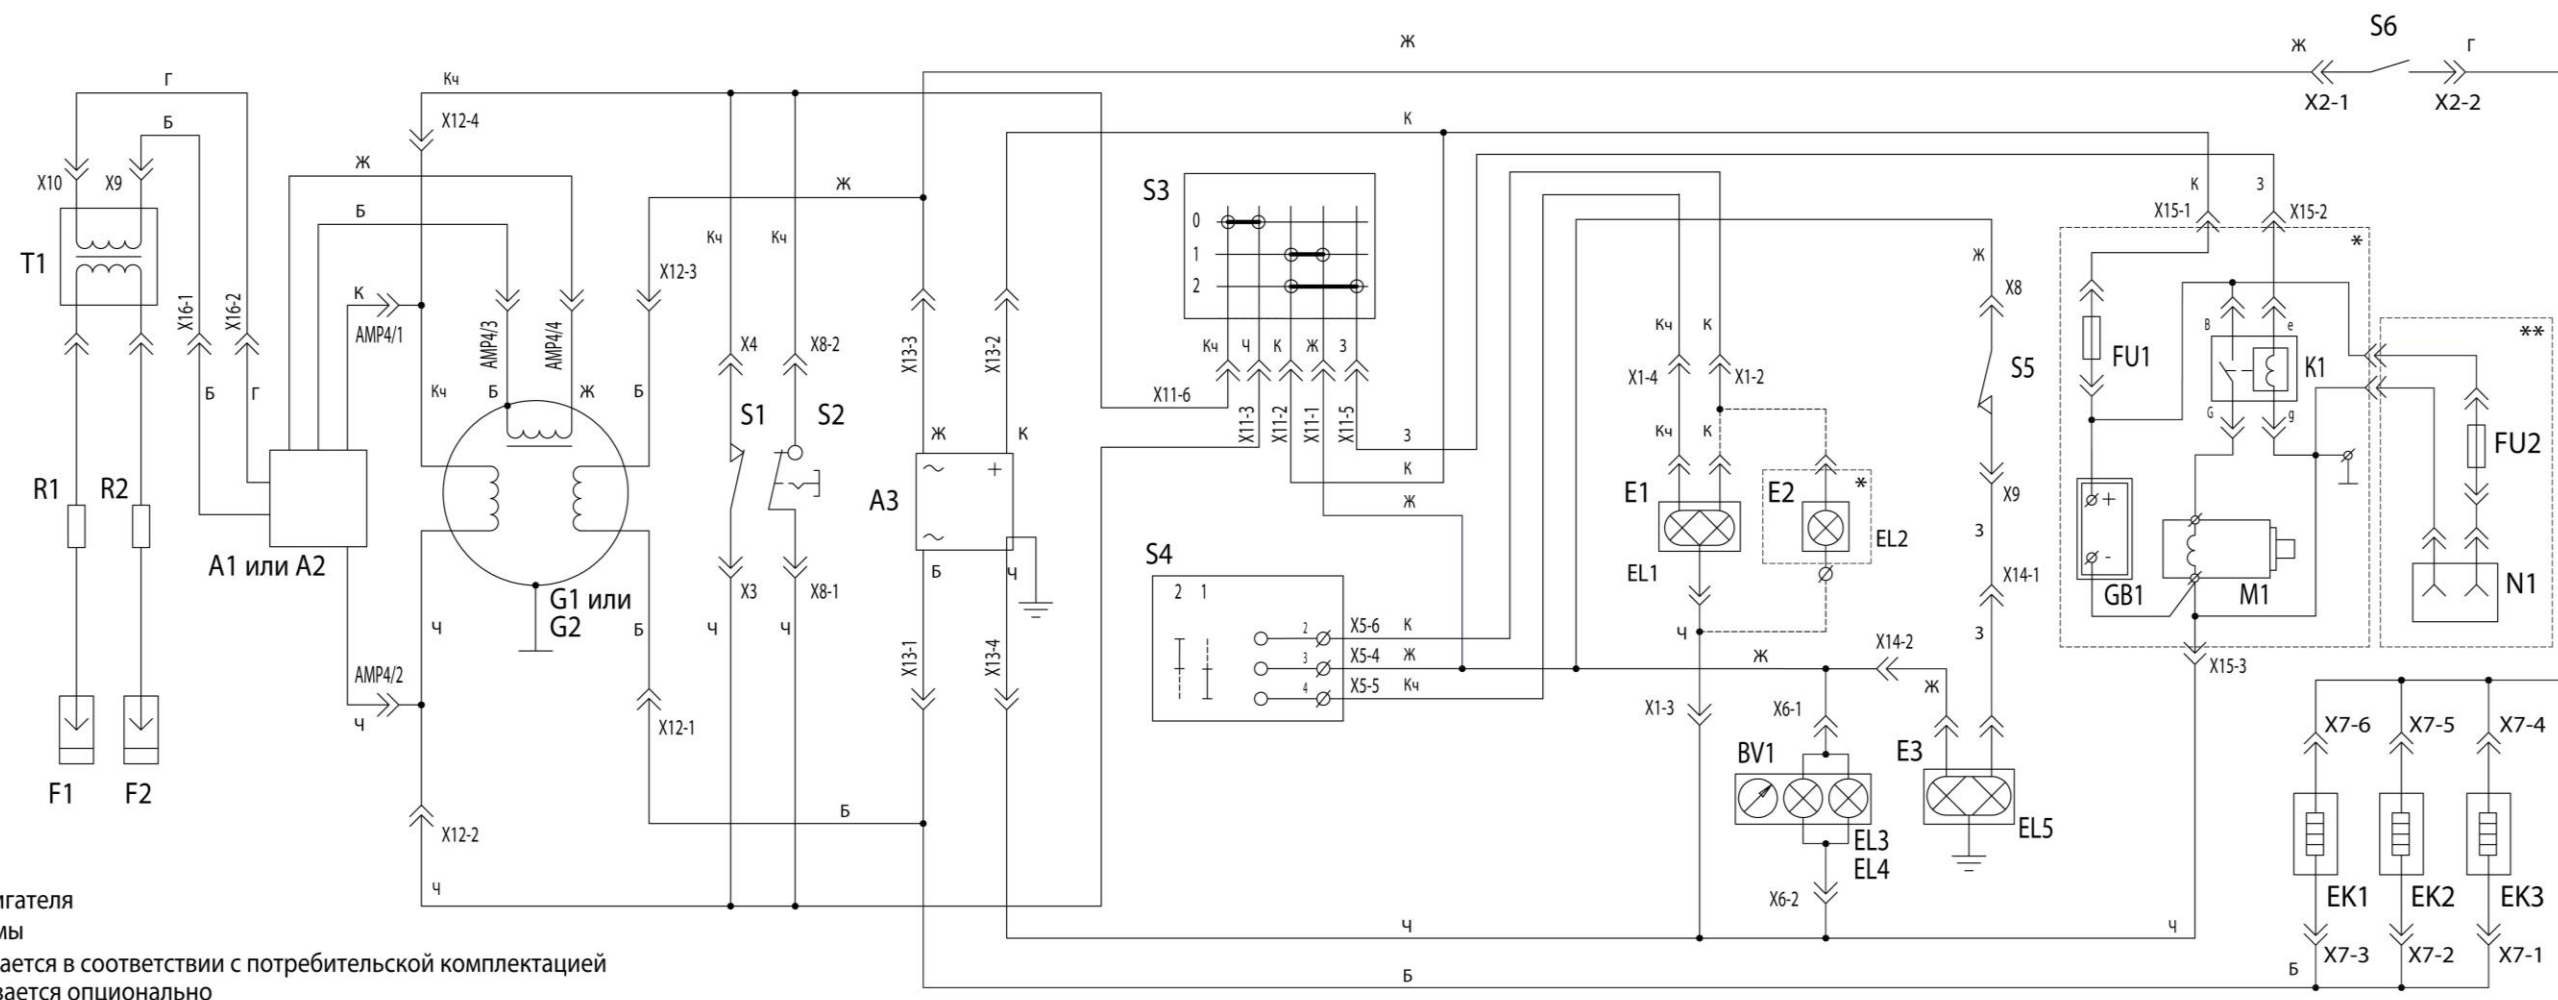 Ж
S6
Ж
Г
X2-1
X2-2
Г
Б
Кч
X12-4
К
X10
X9
Ж
Б
T1
X16-1
X16-2
К
AMP4/1
AMP4/3
AMP4/4
X12-3
Ж
Кч
Кч
Б
Г
Кч
Б
Ж
Б
X4
X8-2
S1
S2
X3
X8-1
Ч
Ч
R1
R2
A1 или A2
G1 или
G2
Ч
Б
AMP4/2
Ч
X12-1
X12-2
F1
F2
Б
Ч
X13-3
X13-2
Ж
К
A3
+
Б
Ч
X13-1
X13-4
S3
0
1
2
Кч
Ч
К
Ж
З
X11-6
X11-3
X11-2
X11-1
X11-5
З
К
Ж
S4
2 1
2
3
4
X5-6
К
X5-4
Ж
X5-5
Кч
Кч
К
X1-4
X1-2
Кч
К
E1
EL1
E2
*
EL2
Ч
X1-3
Ж
X14-2
Ж
X6-1
BV1
EL3
EL4
X6-2
E3
EL5
Ж
X8
S5
X9
З
X14-1
З
К
З
X15-1
X15-2
*
FU1
B
e
K1
G
g
+
-
GB1
M1
X15-3
**
FU2
N1
X7-6
X7-5
X7-4
EK1
EK2
EK3
X7-3
X7-2
X7-1
Ч
Ч
Б
Б
игателя
мы
ается в соответствии с потребительской комплектацией
вается опционально